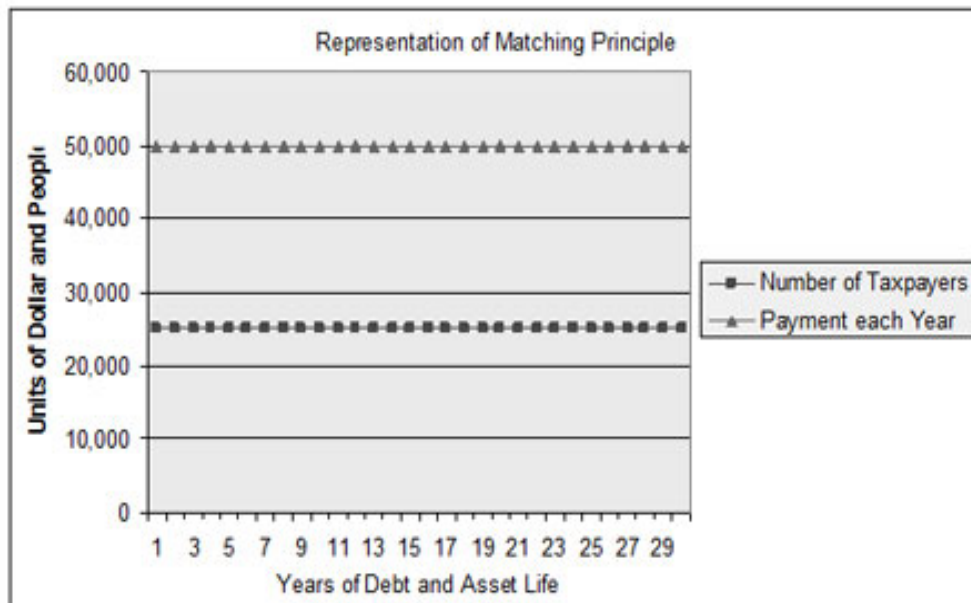 Representation of Matching Principle
60,000
50,000
40,000
30,000
20,000
10,000
0
Units of Dollar and People
1 3 5 7 9 11 13 15 17 19 21 23 25 27 29
Years of Debt and Asset Life
Number of Taxpayers
Payment each Year